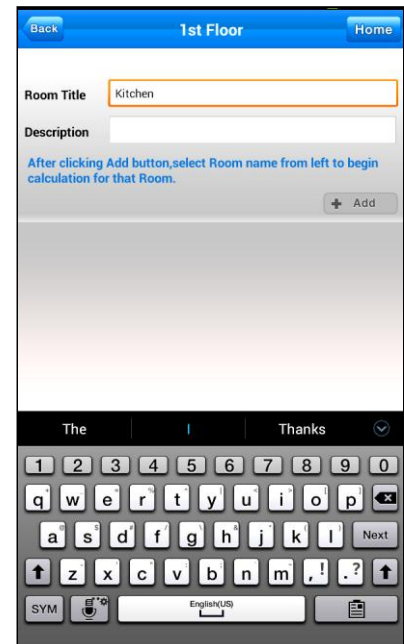 Back 1st Floor Home
Room Title Kitchen
Description
After clicking Add button,select Room name from left to begin
calculation for that Room.
+ Add
The I Thanks
1 2 3 4 5 6 7 8 9 0
q w e r t y u i o p
a s d f g h j k l Next
z x c v b n m , ! . ?
SYM English(US)